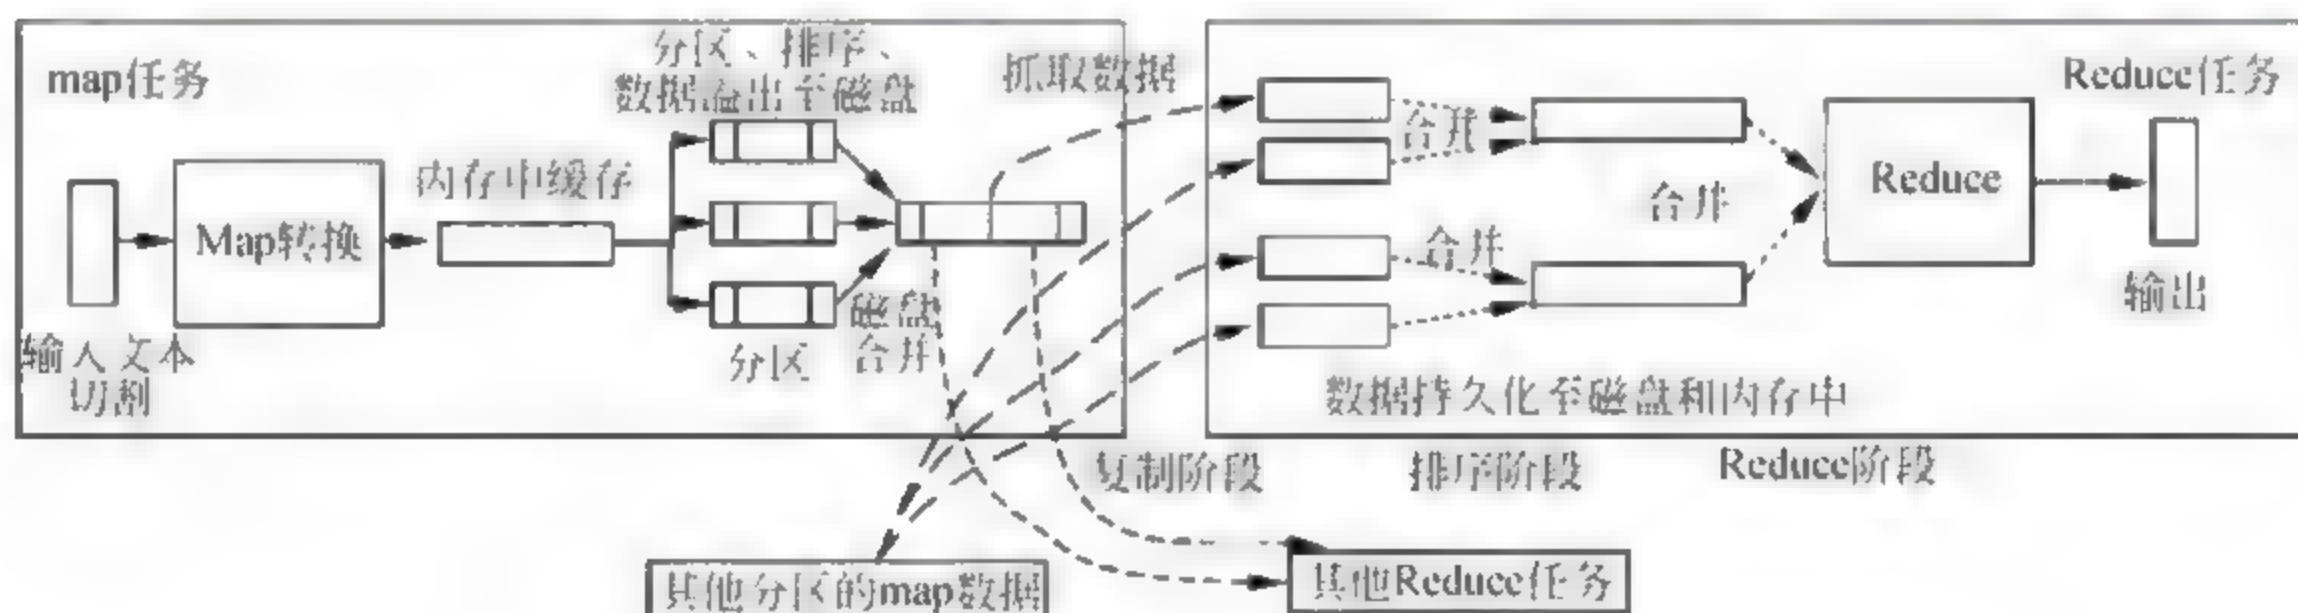 map任务
分区、排序、
数据溢出至磁盘
抓取数据
内存中缓存
Map转换
输入文本
切割
分区
磁盘
合并
Reduce任务
合并
合并
合并
Reduce
输出
数据持久化至磁盘和内存中
复制阶段
排序阶段
Reduce阶段
其他分区的map数据
其他Reduce任务